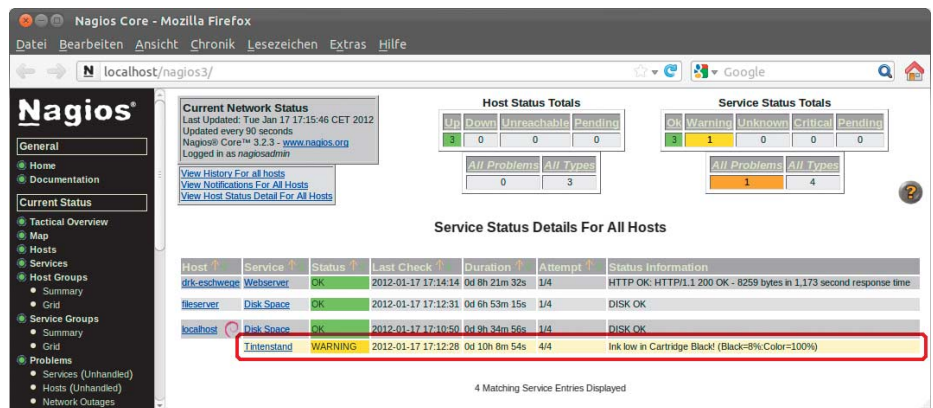 Nagios Core - Mozilla Firefox
Datei Bearbeiten Ansicht Chronik Lesezeichen Extras Hilfe
N localhost/nagios3/
Google
Nagios®
General
Home
Documentation
Current Status
Tactical Overview
Map
Hosts
Services
Host Groups
Summary
Grid
Service Groups
Summary
Grid
Problems
Services (Unhandled)
Hosts (Unhandled)
Network Outages
Current Network Status
Last Updated: Tue Jan 17 17:15:46 CET 2012
Updated every 90 seconds
Nagios® Core™ 3.2.3 - www.nagios.org
Logged in as nagiosadmin
View History For all hosts
View Notifications For All Hosts
View Host Status Detail For All Hosts
Host Status Totals
Up Down Unreachable Pending
3 0 0 0
All Problems All Types
0 3
Service Status Totals
Ok Warning Unknown Critical Pending
3 1 0 0 0
All Problems All Types
1 4
?
Service Status Details For All Hosts
Host Service Status Last Check Duration Attempt Status Information
drk-eschwege Webserver OK 2012-01-17 17:14:14 0d 8h 21m 32s 1/4 HTTP OK: HTTP/1.1 200 OK - 8259 bytes in 1,173 second response time
fileserver Disk Space OK 2012-01-17 17:12:31 0d 6h 53m 15s 1/4 DISK OK
localhost Disk Space OK 2012-01-17 17:10:50 0d 9h 34m 56s 1/4 DISK OK
Tintenstand WARNING 2012-01-17 17:12:28 0d 10h 8m 54s 4/4 Ink low in Cartridge Black! (Black=8%:Color=100%)
4 Matching Service Entries Displayed